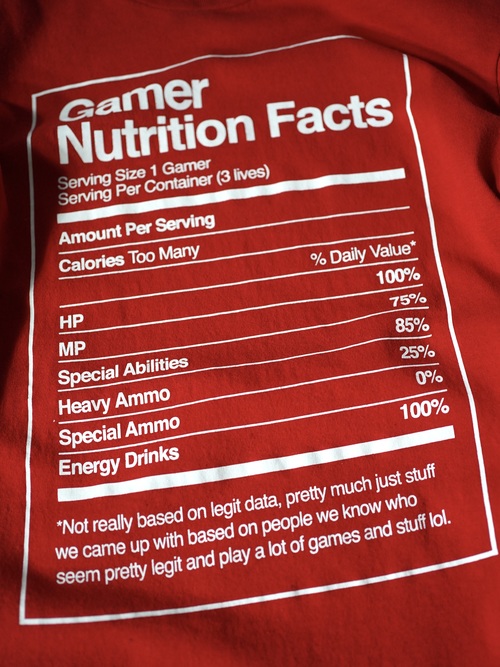 Gamer
Nutrition Facts
Serving Size 1 Gamer
Serving Per Container (3 lives)
Amount Per Serving
Calories Too Many
% Daily Value*
HP 100%
MP 75%
Special Abilities 85%
Heavy Ammo 25%
Special Ammo 0%
Energy Drinks 100%
*Not really based on legit data, pretty much just stuff
we came up with based on people we know who
seem pretty legit and play a lot of games and stuff lol.